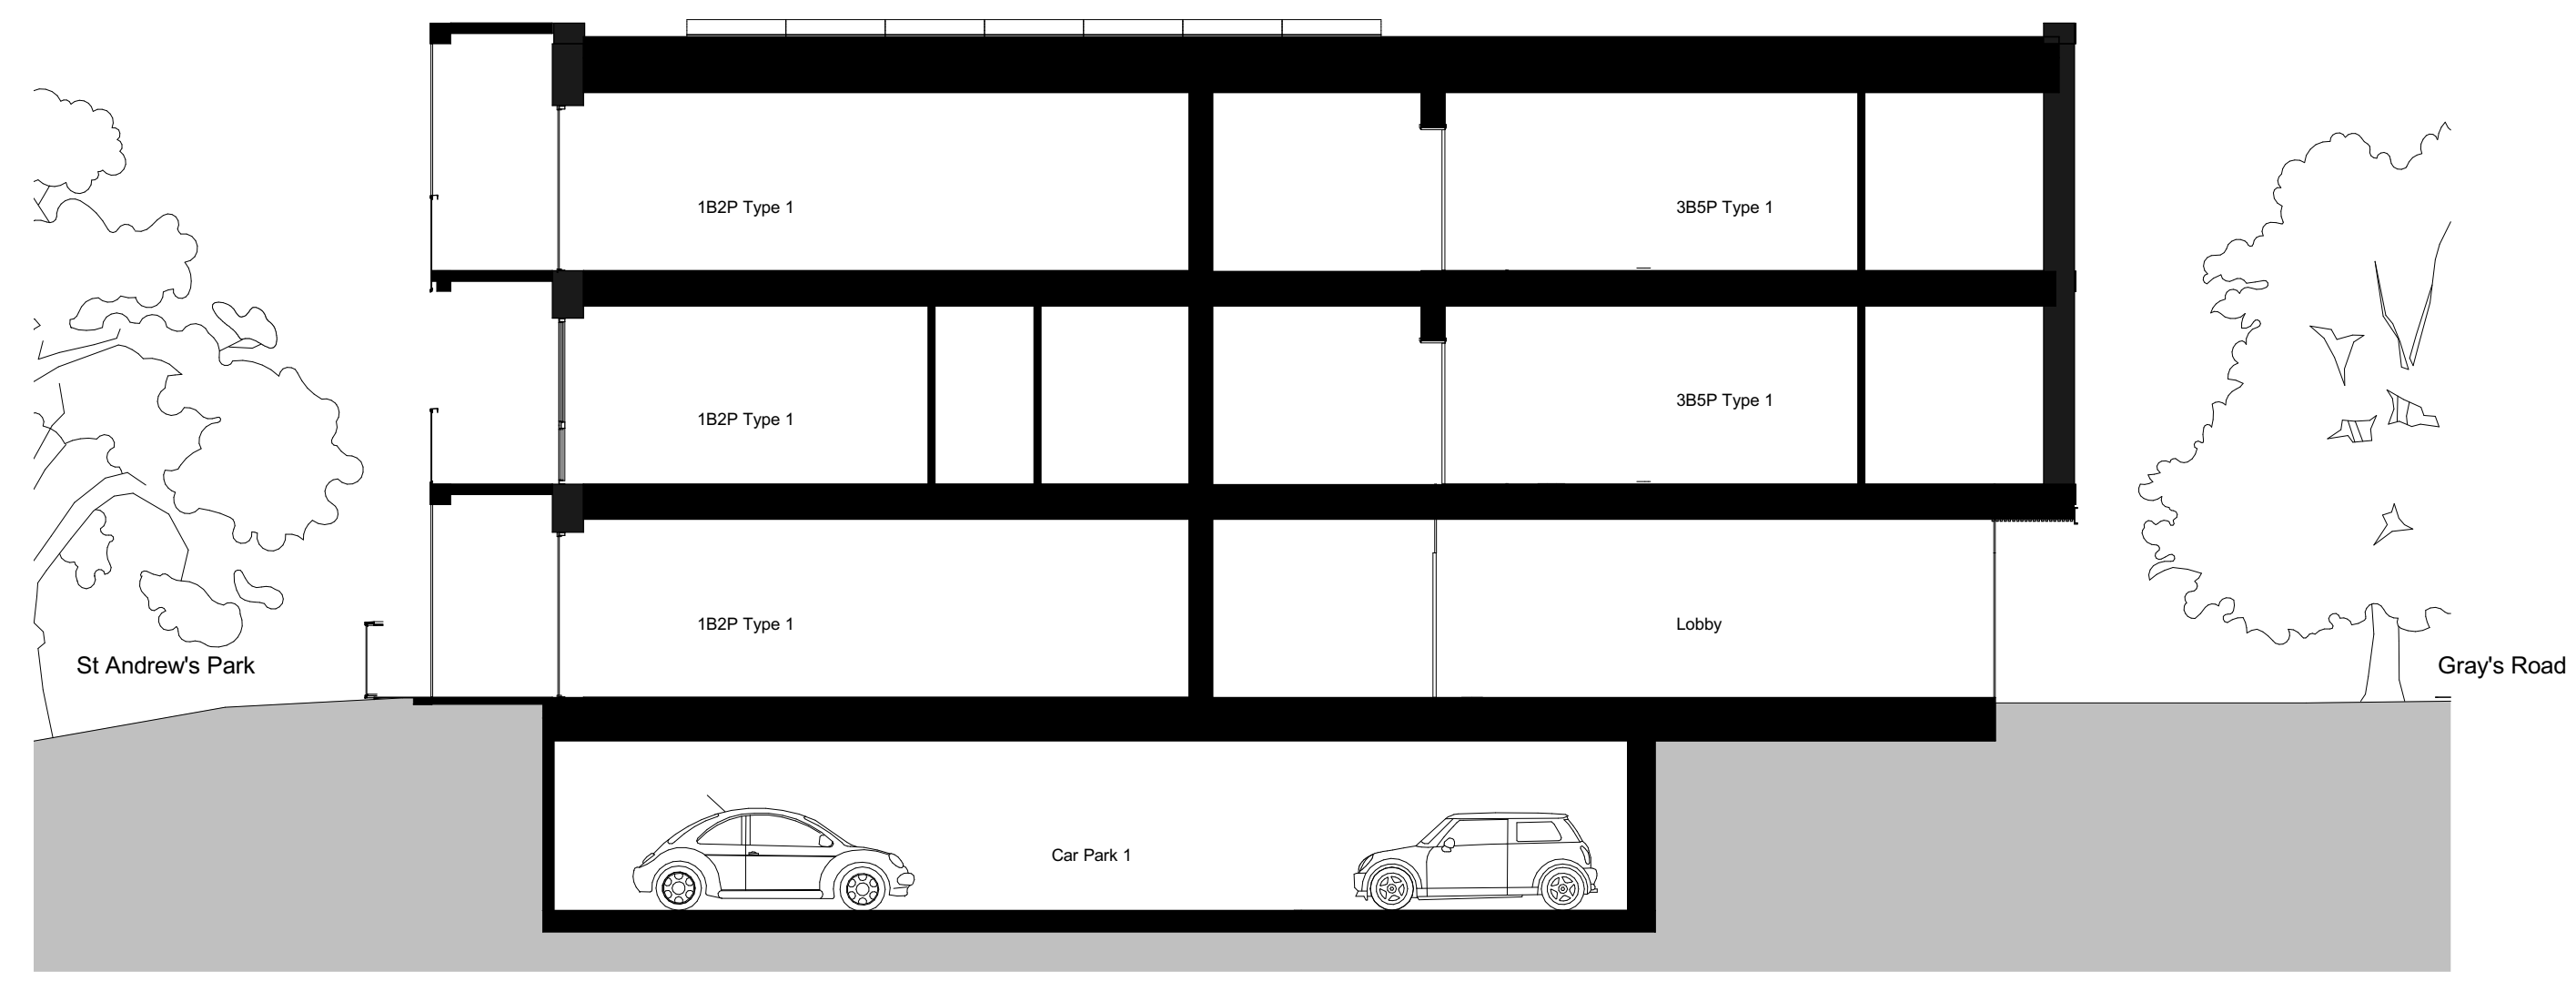 1B2P Type 1
3B5P Type 1
1B2P Type 1
3B5P Type 1
1B2P Type 1
Lobby
St Andrew's Park
Gray's Road
Car Park 1